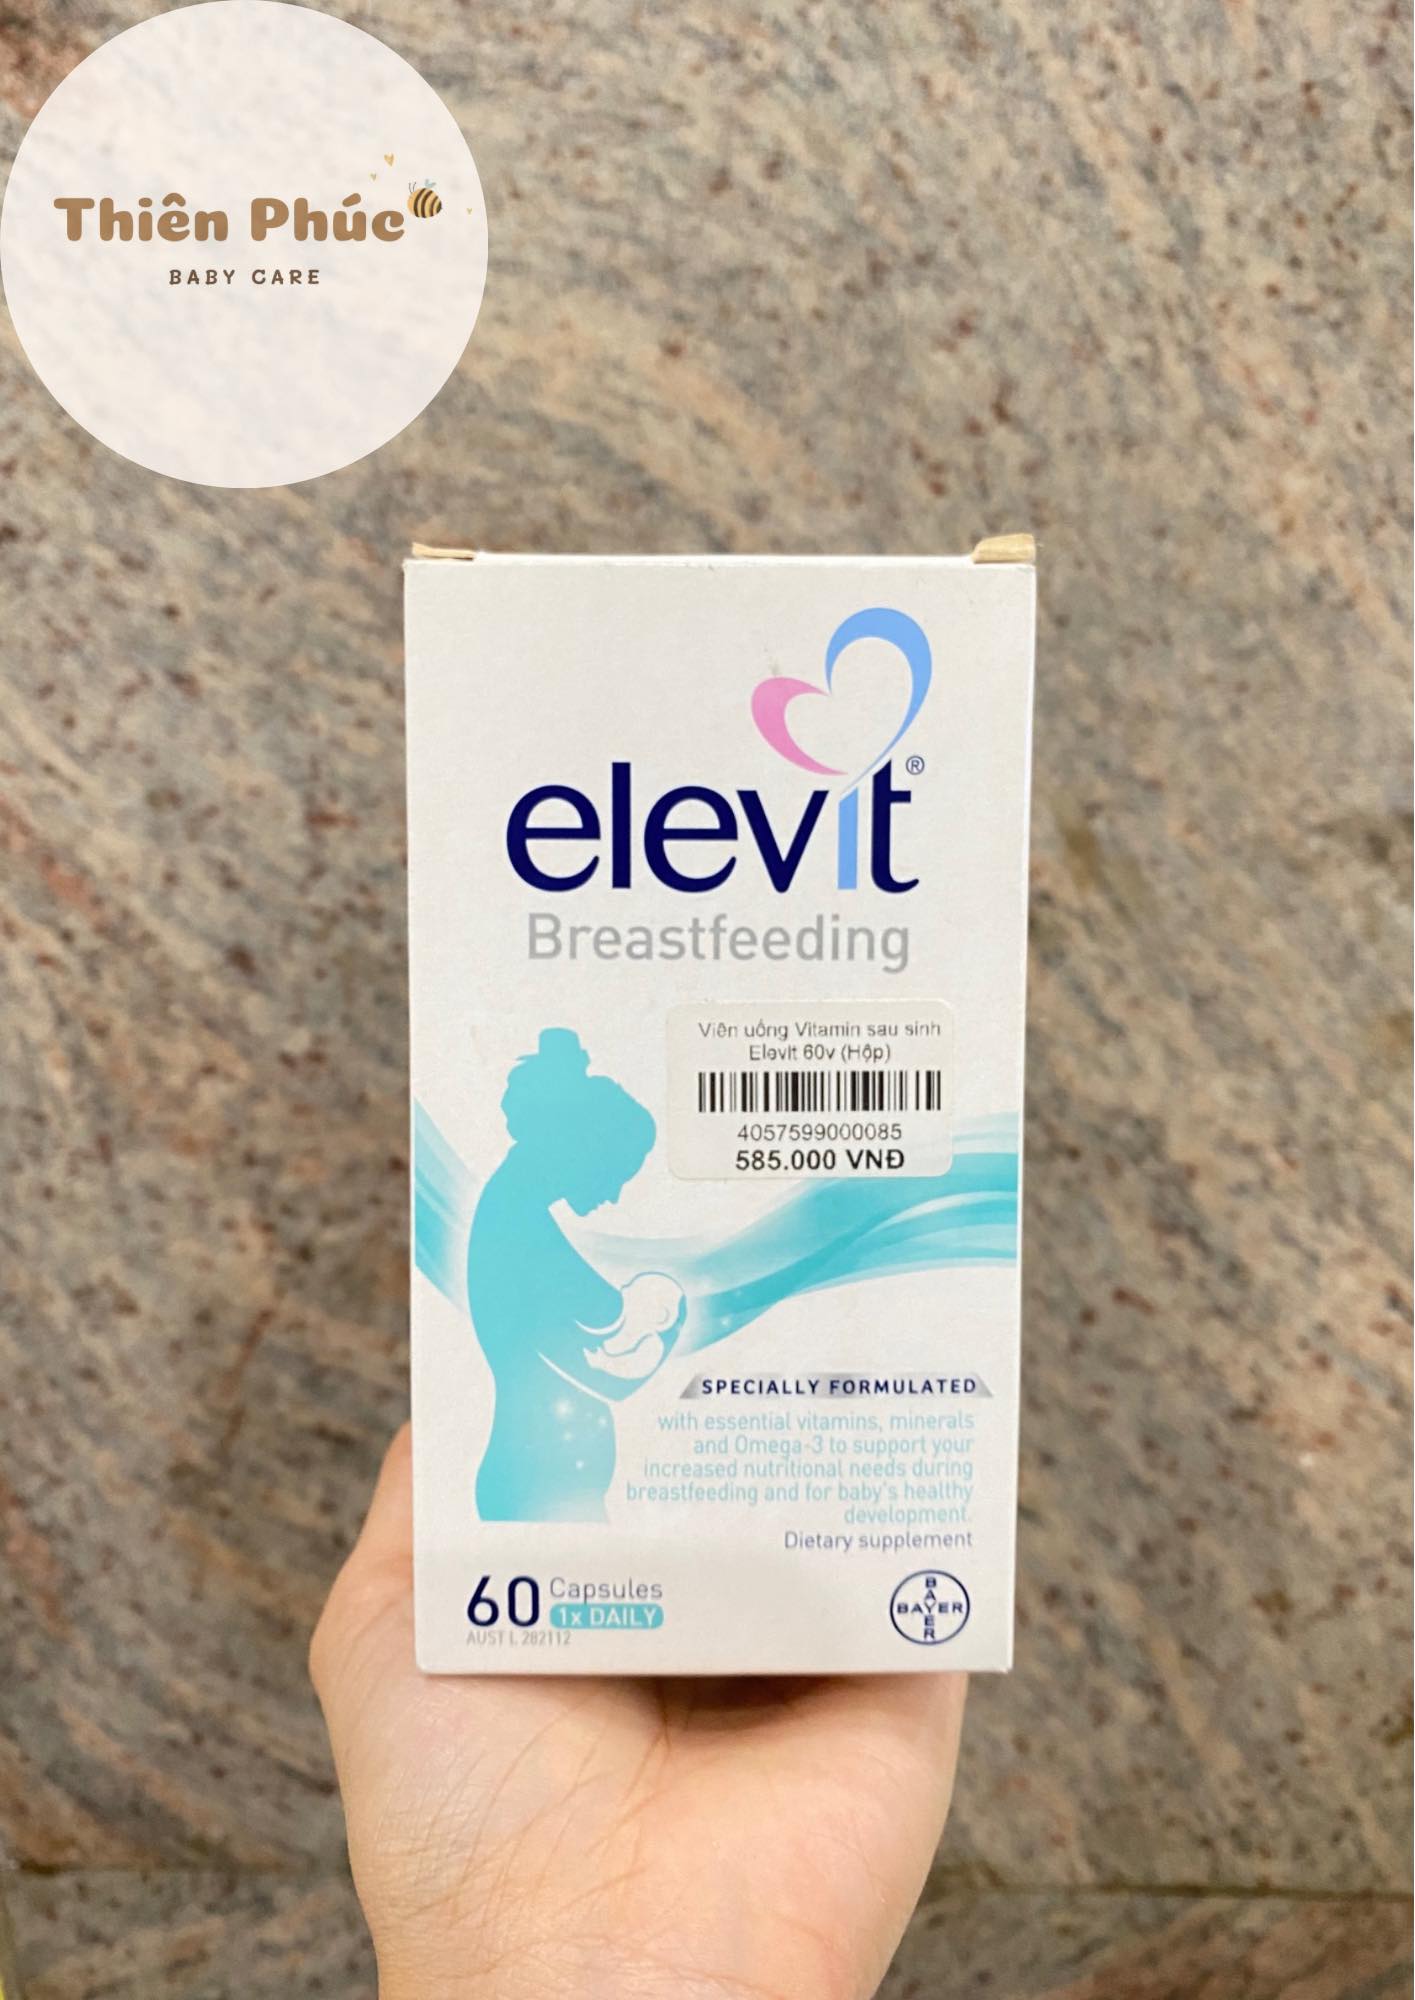 Thiên Phúc
BABY CARE
elevit®
Breastfeeding
Viên uống Vitamin sau sinh
Elevit 60v (Hộp)
4057599000085
585.000 VNĐ
SPECIALLY FORMULATED
with essential vitamins, minerals
and Omega-3 to support your
increased nutritional needs during
breastfeeding and for baby's healthy
development.
Dietary supplement
60 Capsules
1x DAILY
AUST L 282112
BAYER
BAYER